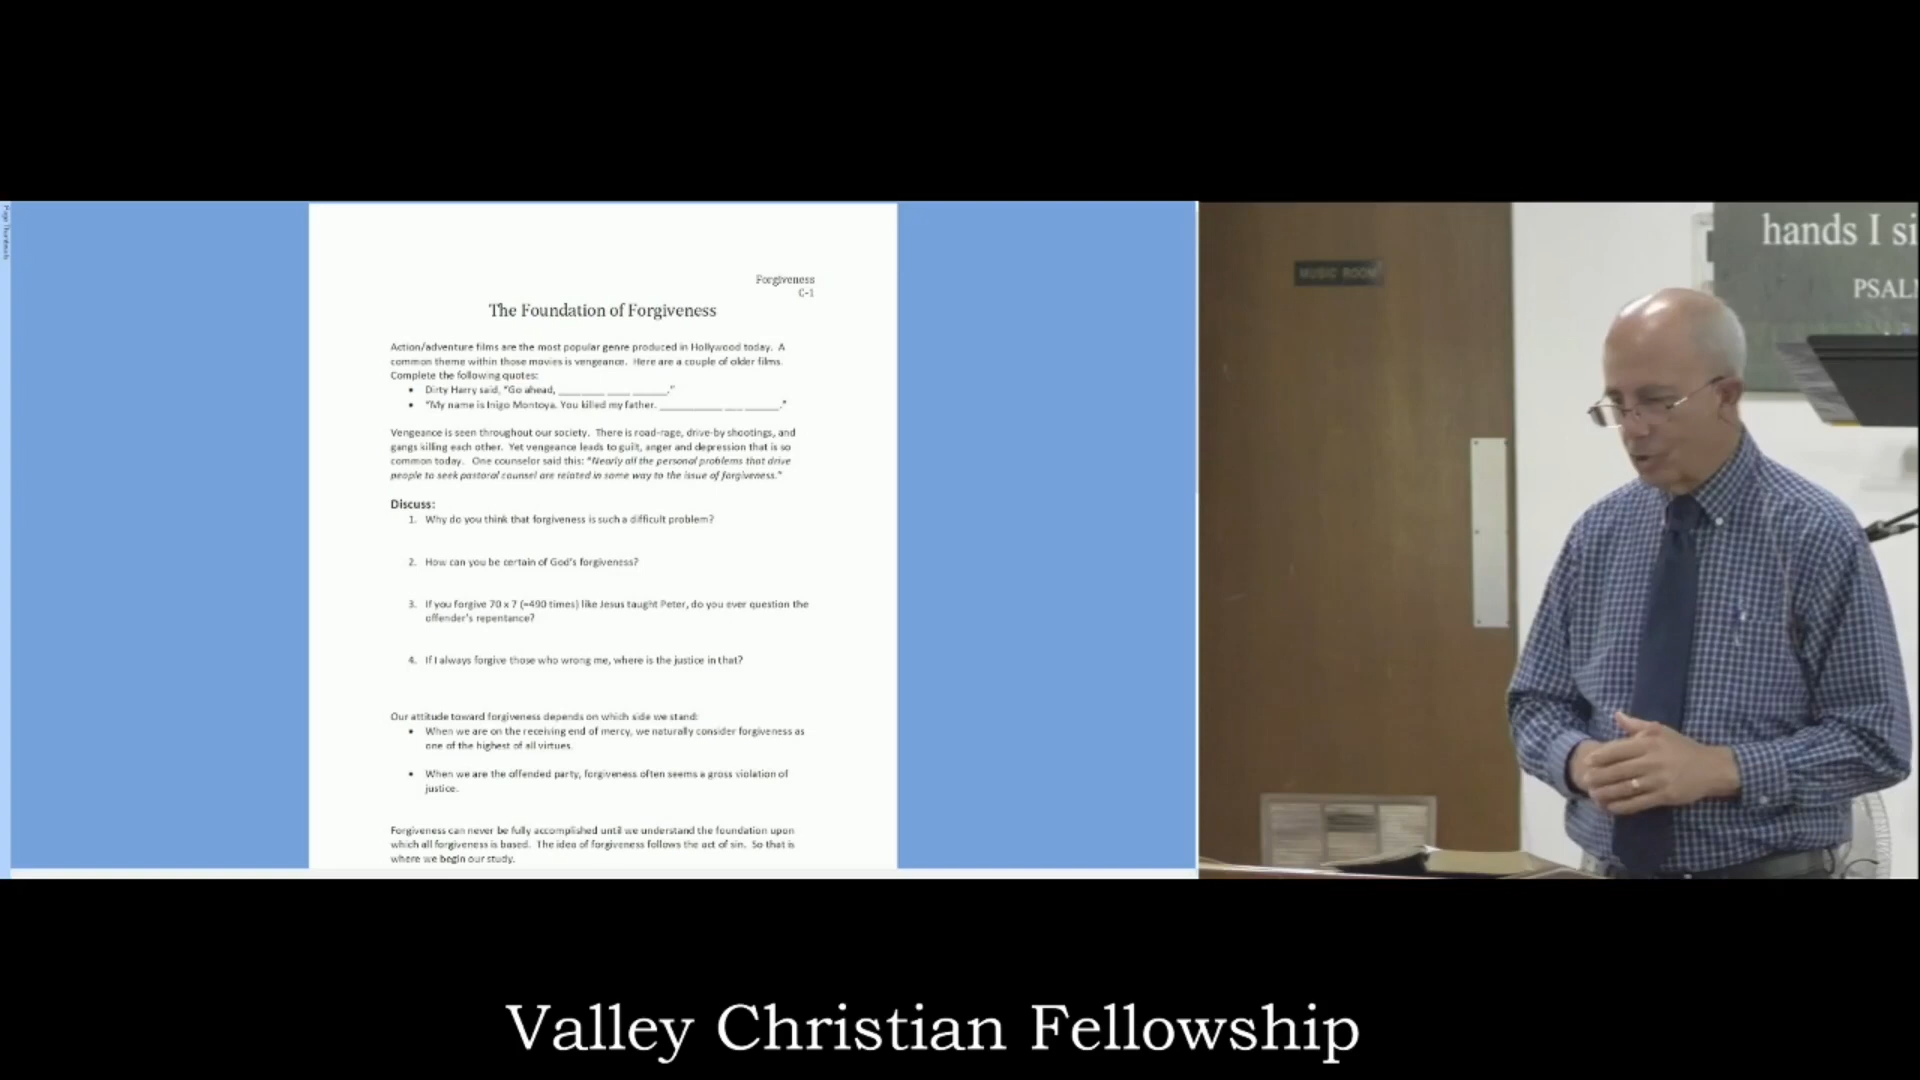 Page Thumbnails
Forgiveness
C-1
The Foundation of Forgiveness
Action/adventure films are the most popular genre produced in Hollywood today. A
common theme within those movies is vengeance. Here are a couple of older films.
Complete the following quotes:
• Dirty Harry said, “Go ahead, ________ ____ ______.”
• “My name is Inigo Montoya. You killed my father. ___________ ___ ______.”
Vengeance is seen throughout our society. There is road-rage, drive-by shootings, and
gangs killing each other. Yet vengeance leads to guilt, anger and depression that is so
common today. One counselor said this: “Nearly all the personal problems that drive
people to seek pastoral counsel are related in some way to the issue of forgiveness.”
Discuss:
1. Why do you think that forgiveness is such a difficult problem?
2. How can you be certain of God’s forgiveness?
3. If you forgive 70 x 7 (=490 times) like Jesus taught Peter, do you ever question the
offender’s repentance?
4. If I always forgive those who wrong me, where is the justice in that?
Our attitude toward forgiveness depends on which side we stand:
• When we are on the receiving end of mercy, we naturally consider forgiveness as
one of the highest of all virtues.
• When we are the offended party, forgiveness often seems a gross violation of
justice.
Forgiveness can never be fully accomplished until we understand the foundation upon
which all forgiveness is based. The idea of forgiveness follows the act of sin. So that is
where we begin our study.
hands I si
PSALM
MUSIC ROOM
Valley Christian Fellowship